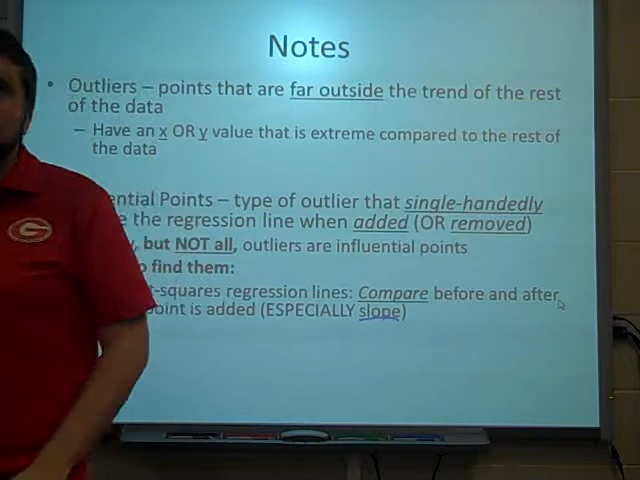 Notes
• Outliers – points that are far outside the trend of the rest
of the data
– Have an x OR y value that is extreme compared to the rest of
the data
ential Points – type of outlier that single-handedly
e the regression line when added (OR removed)
, but NOT all, outliers are influential points
o find them:
t-squares regression lines: Compare before and after
point is added (ESPECIALLY slope)
G